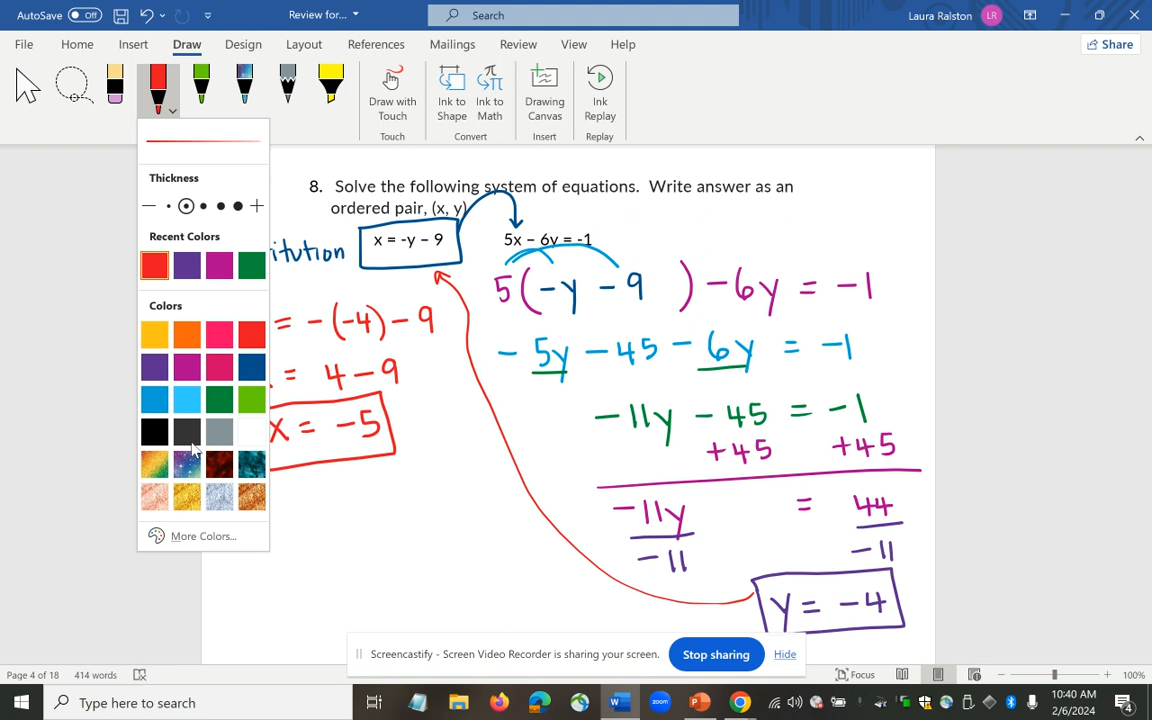 AutoSave Off Review for... Search Laura Ralston LR
File Home Insert Draw Design Layout References Mailings Review View Help Share
Draw with Touch Ink to Shape Ink to Math Drawing Canvas Ink Replay
Touch Convert Insert Replay
Thickness
Recent Colors
Colors
More Colors...
8. Solve the following system of equations. Write answer as an
ordered pair, (x, y)
itution x = -y – 9 5x – 6y = -1
5(-y - 9 ) - 6y = -1
= -(-4) - 9
- 5y - 45 - 6y = -1
= 4 - 9
-11y - 45 = -1
x = -5
+45 +45
-11y = 44
-11 -11
y = -4
Screencastify - Screen Video Recorder is sharing your screen. Stop sharing Hide
Page 4 of 18 414 words Focus 100%
Type here to search
W zoom P
10:40 AM
2/6/2024
4